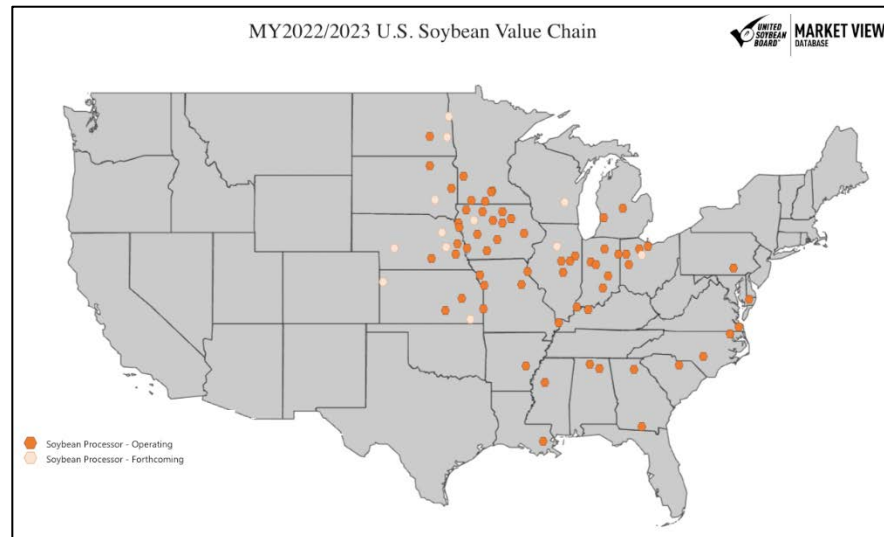 MY2022/2023 U.S. Soybean Value Chain
UNITED
SOYBEAN
BOARD
MARKET VIEW
DATABASE
Soybean Processor - Operating
Soybean Processor - Forthcoming